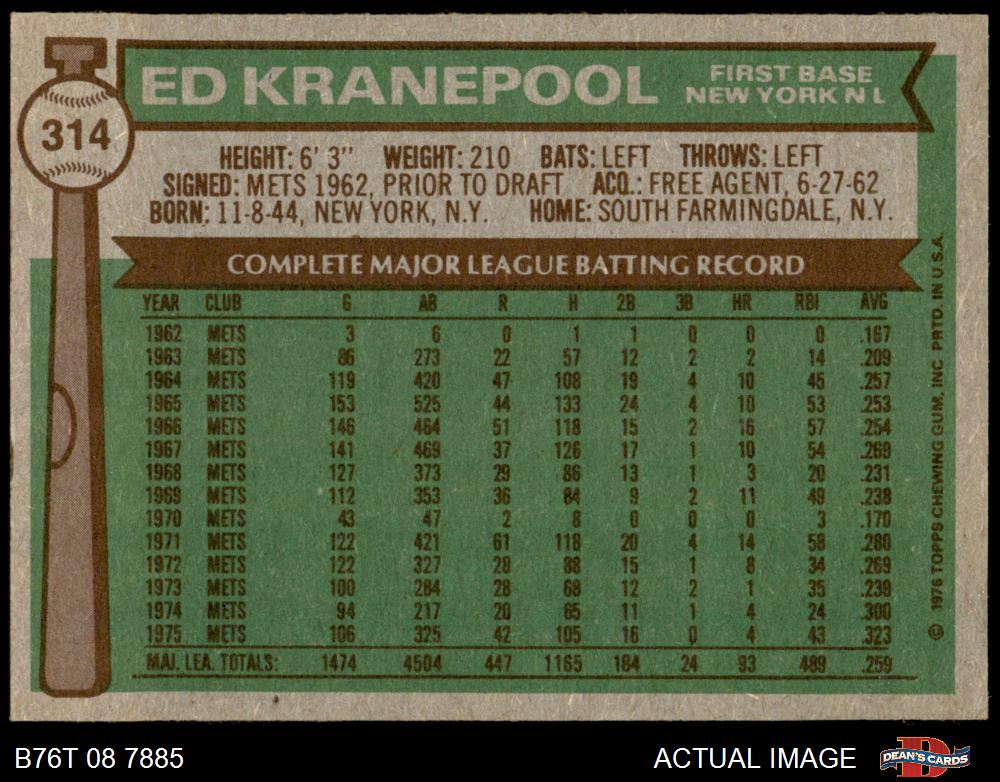 ED KRANEPOOL
FIRST BASE
NEW YORK N L
314
HEIGHT: 6' 3" WEIGHT: 210 BATS: LEFT THROWS: LEFT
SIGNED: METS 1962, PRIOR TO DRAFT ACQ.: FREE AGENT, 6-27-62
BORN: 11-8-44, NEW YORK, N.Y. HOME: SOUTH FARMINGDALE, N.Y.
COMPLETE MAJOR LEAGUE BATTING RECORD
YEAR CLUB G AB R H 2B 3B HR RBI AVG
1962 METS 3 6 0 1 1 0 0 0 .167
1963 METS 86 273 22 57 12 2 2 14 .209
1964 METS 119 420 47 108 19 4 10 45 .257
1965 METS 153 525 44 133 24 4 10 53 .253
1966 METS 146 464 51 118 15 2 16 57 .254
1967 METS 141 469 37 126 17 1 10 54 .269
1968 METS 127 373 29 86 13 1 3 20 .231
1969 METS 112 353 36 84 9 2 11 49 .238
1970 METS 43 47 2 8 0 0 0 3 .170
1971 METS 122 421 61 118 20 4 14 58 .280
1972 METS 122 327 28 88 15 1 8 34 .269
1973 METS 100 284 28 68 12 2 1 35 .239
1974 METS 94 217 20 65 11 1 4 24 .300
1975 METS 106 325 42 105 16 0 4 43 .323
MAJ. LEA. TOTALS: 1474 4504 447 1165 184 24 93 489 .259
© 1976 TOPPS CHEWING GUM, INC PRTD. IN U.S.A.
B76T 08 7885
ACTUAL IMAGE
DEAN'S CARDS